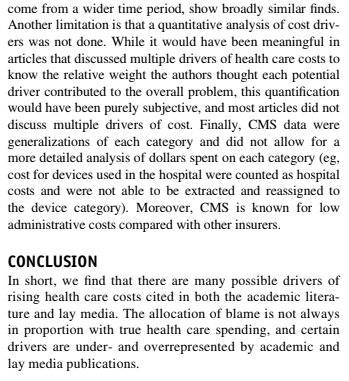 come from a wider time period, show broadly similar finds.
Another limitation is that a quantitative analysis of cost driv-
ers was not done. While it would have been meaningful in
articles that discussed multiple drivers of health care costs to
know the relative weight the authors thought each potential
driver contributed to the overall problem, this quantification
would have been purely subjective, and most articles did not
discuss multiple drivers of cost. Finally, CMS data were
generalizations of each category and did not allow for a
more detailed analysis of dollars spent on each category (eg,
cost for devices used in the hospital were counted as hospital
costs and were not able to be extracted and reassigned to
the device category). Moreover, CMS is known for low
administrative costs compared with other insurers.
CONCLUSION
In short, we find that there are many possible drivers of
rising health care costs cited in both the academic litera-
ture and lay media. The allocation of blame is not always
in proportion with true health care spending, and certain
drivers are under- and overrepresented by academic and
lay media publications.